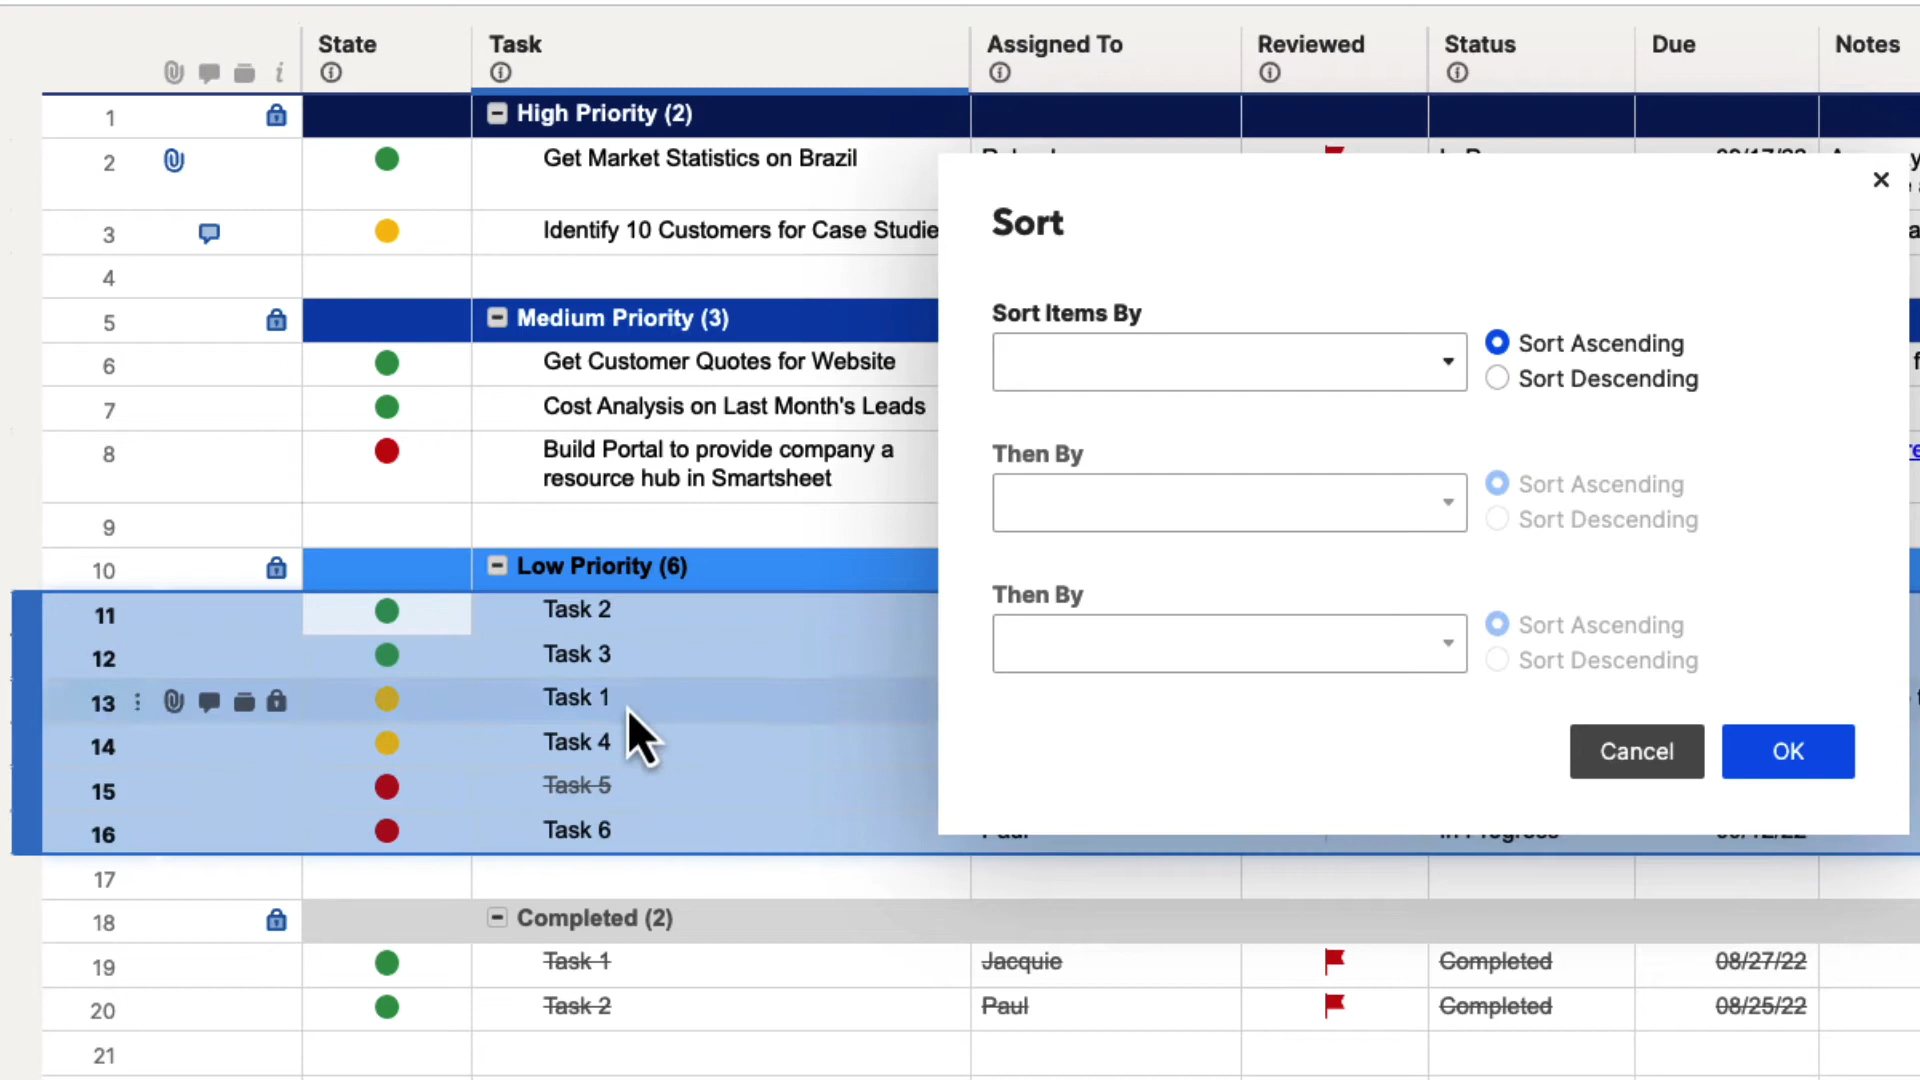 State Task Assigned To Reviewed Status Due Notes
1 High Priority (2)
2 Get Market Statistics on Brazil
3 Identify 10 Customers for Case Studie
4
5 Medium Priority (3)
6 Get Customer Quotes for Website
7 Cost Analysis on Last Month's Leads
8 Build Portal to provide company a
resource hub in Smartsheet
9
10 Low Priority (6)
11 Task 2
12 Task 3
13 Task 1
14 Task 4
15 Task 5
16 Task 6
17
18 Completed (2)
19 Task 1 Jacquie Completed 08/27/22
20 Task 2 Paul Completed 08/25/22
21
Sort
Sort Items By
Sort Ascending
Sort Descending
Then By
Sort Ascending
Sort Descending
Then By
Sort Ascending
Sort Descending
Cancel OK